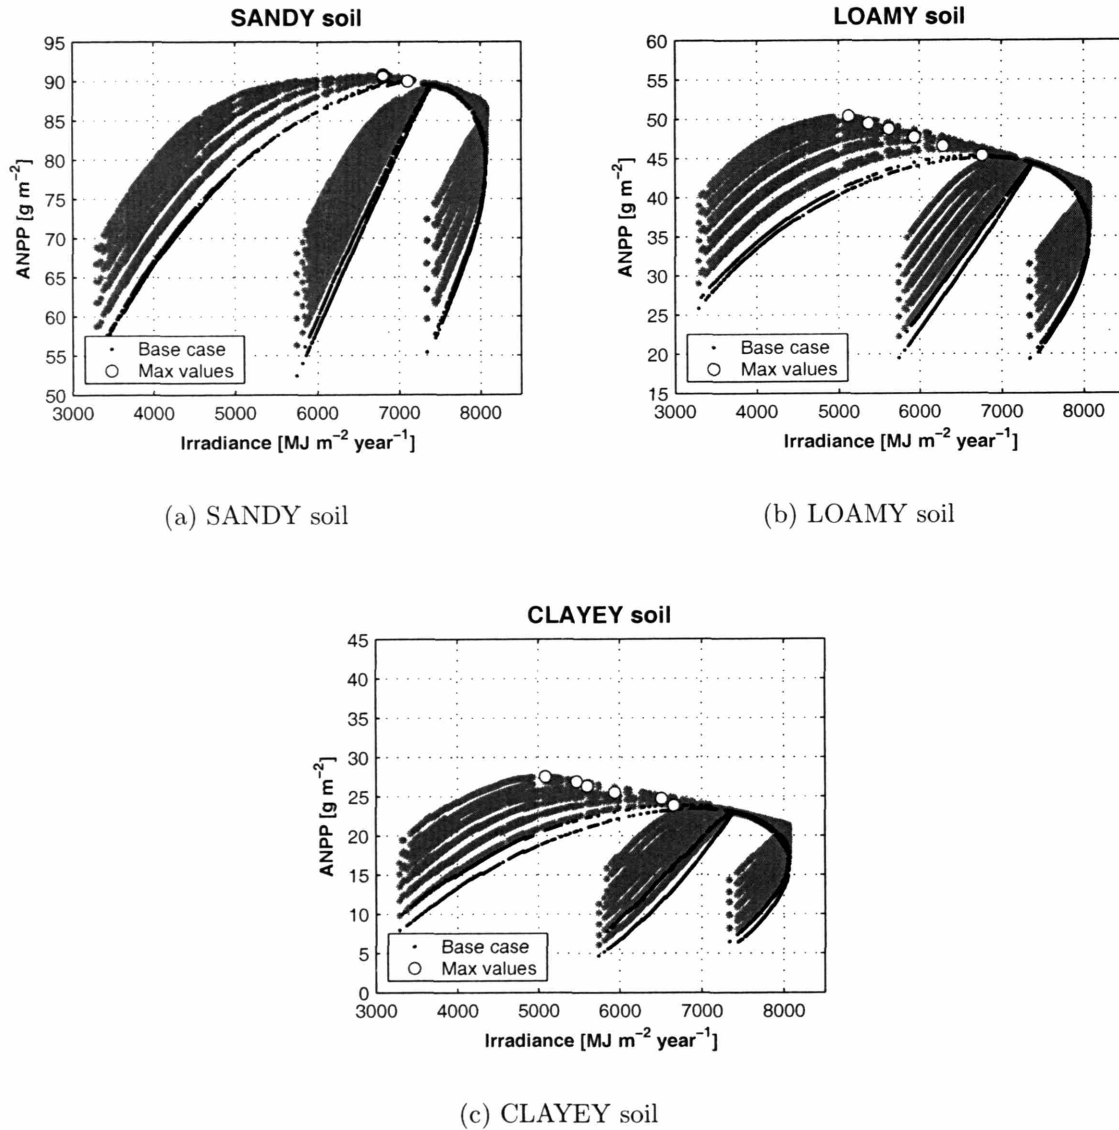 SANDY soil
95
90
85
80
75
70
65
60
55
50
ANPP [g m⁻²]
Base case
Max values
3000 4000 5000 6000 7000 8000
Irradiance [MJ m⁻² year⁻¹]
(a) SANDY soil
LOAMY soil
60
55
50
45
40
35
30
25
20
15
ANPP [g m⁻²]
Base case
Max values
3000 4000 5000 6000 7000 8000
Irradiance [MJ m⁻² year⁻¹]
(b) LOAMY soil
CLAYEY soil
45
40
35
30
25
20
15
10
5
0
ANPP [g m⁻²]
Base case
Max values
3000 4000 5000 6000 7000 8000
Irradiance [MJ m⁻² year⁻¹]
(c) CLAYEY soil